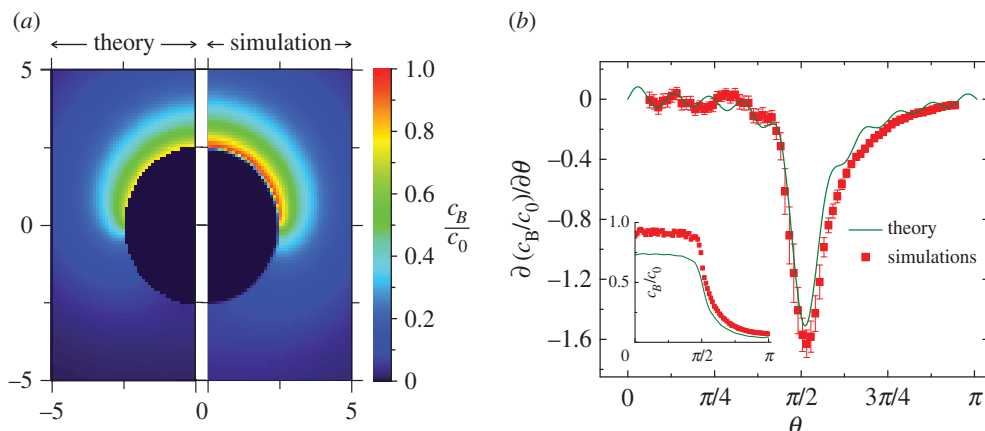 (a)
theory
simulation
5
0
−5
−5
0
5
1.0
0.8
0.6
0.4
0.2
0
c_B
c_0
(b)
0
−0.4
−0.8
−1.2
−1.6
∂ (c_B/c_0)/∂θ
0
π/4
π/2
3π/4
π
θ
theory
simulations
1.0
0.5
c_B/c_0
0
π/2
π